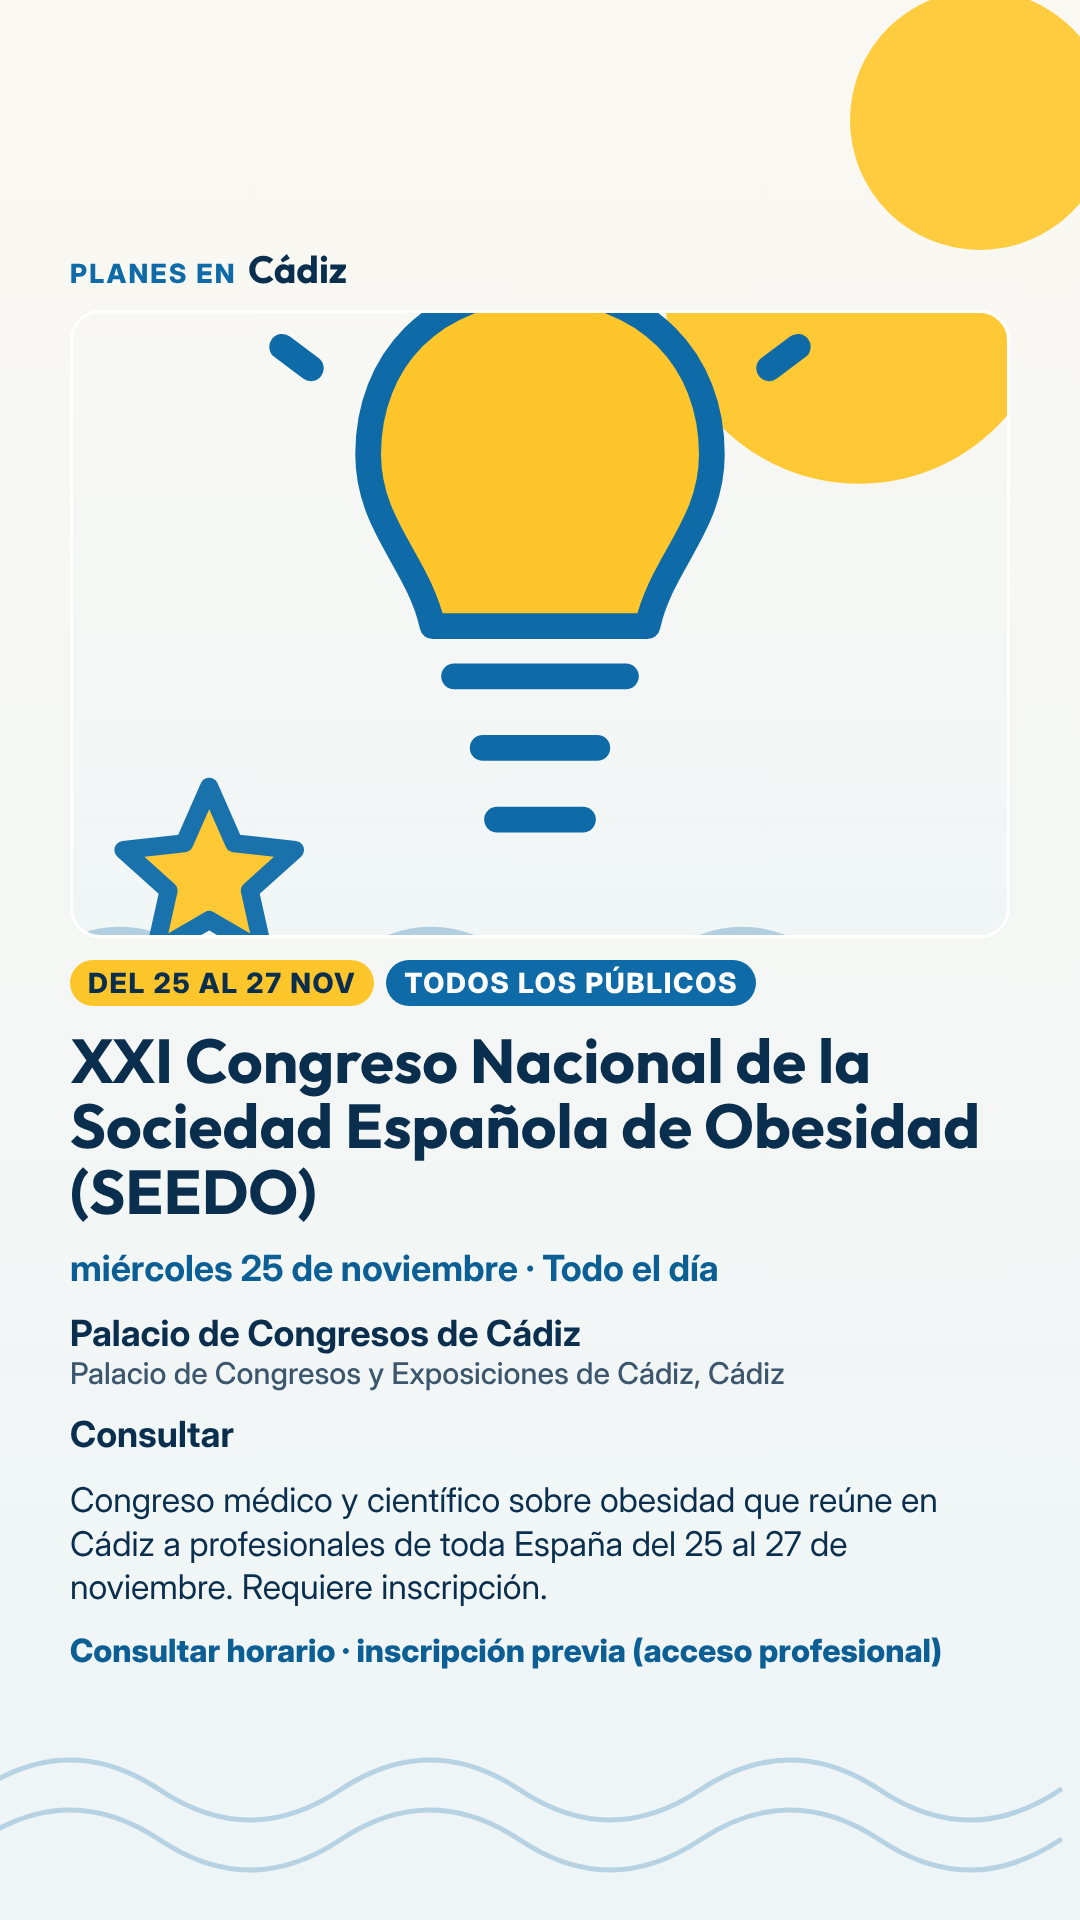 PLANES EN Cádiz
DEL 25 AL 27 NOV
TODOS LOS PÚBLICOS
XXI Congreso Nacional de la
Sociedad Española de Obesidad
(SEEDO)
miércoles 25 de noviembre · Todo el día
Palacio de Congresos de Cádiz
Palacio de Congresos y Exposiciones de Cádiz, Cádiz
Consultar
Congreso médico y científico sobre obesidad que reúne en
Cádiz a profesionales de toda España del 25 al 27 de
noviembre. Requiere inscripción.
Consultar horario · inscripción previa (acceso profesional)